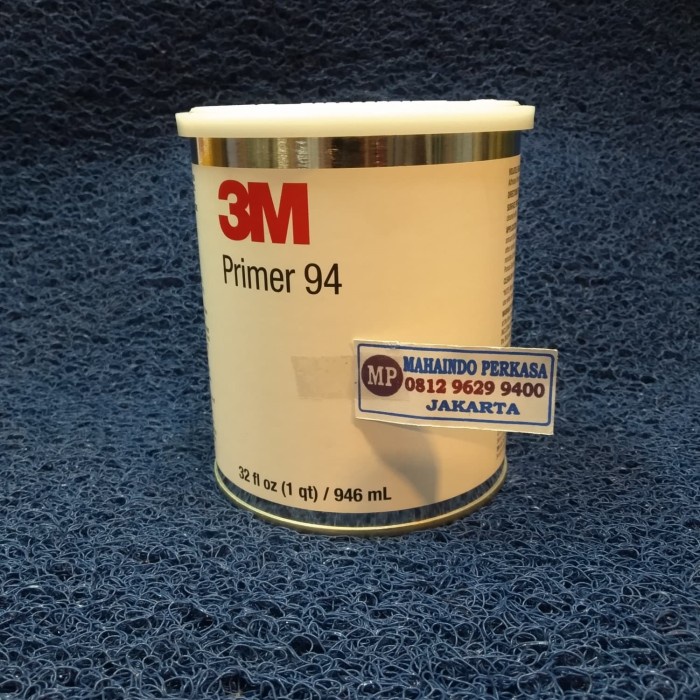 3M
Primer 94
MP
MAHAINDO PERKASA
0812 9629 9400
JAKARTA
32 fl oz (1 qt) / 946 mL